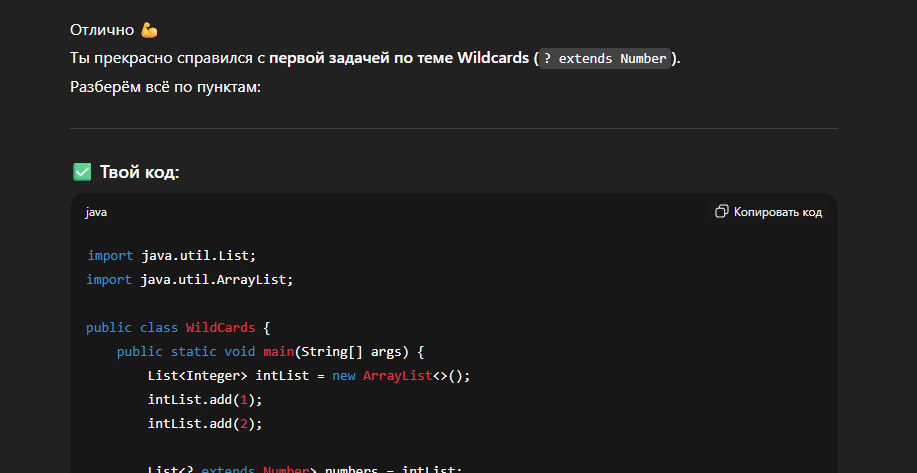 Отлично 💪
Ты прекрасно справился с первой задачей по теме Wildcards (? extends Number).
Разберём всё по пунктам:
✅ Твой код:
java
Копировать код
import java.util.List;
import java.util.ArrayList;
public class WildCards {
public static void main(String[] args) {
List<Integer> intList = new ArrayList<>();
intList.add(1);
intList.add(2);
List<? extends Number> numbers = intList;